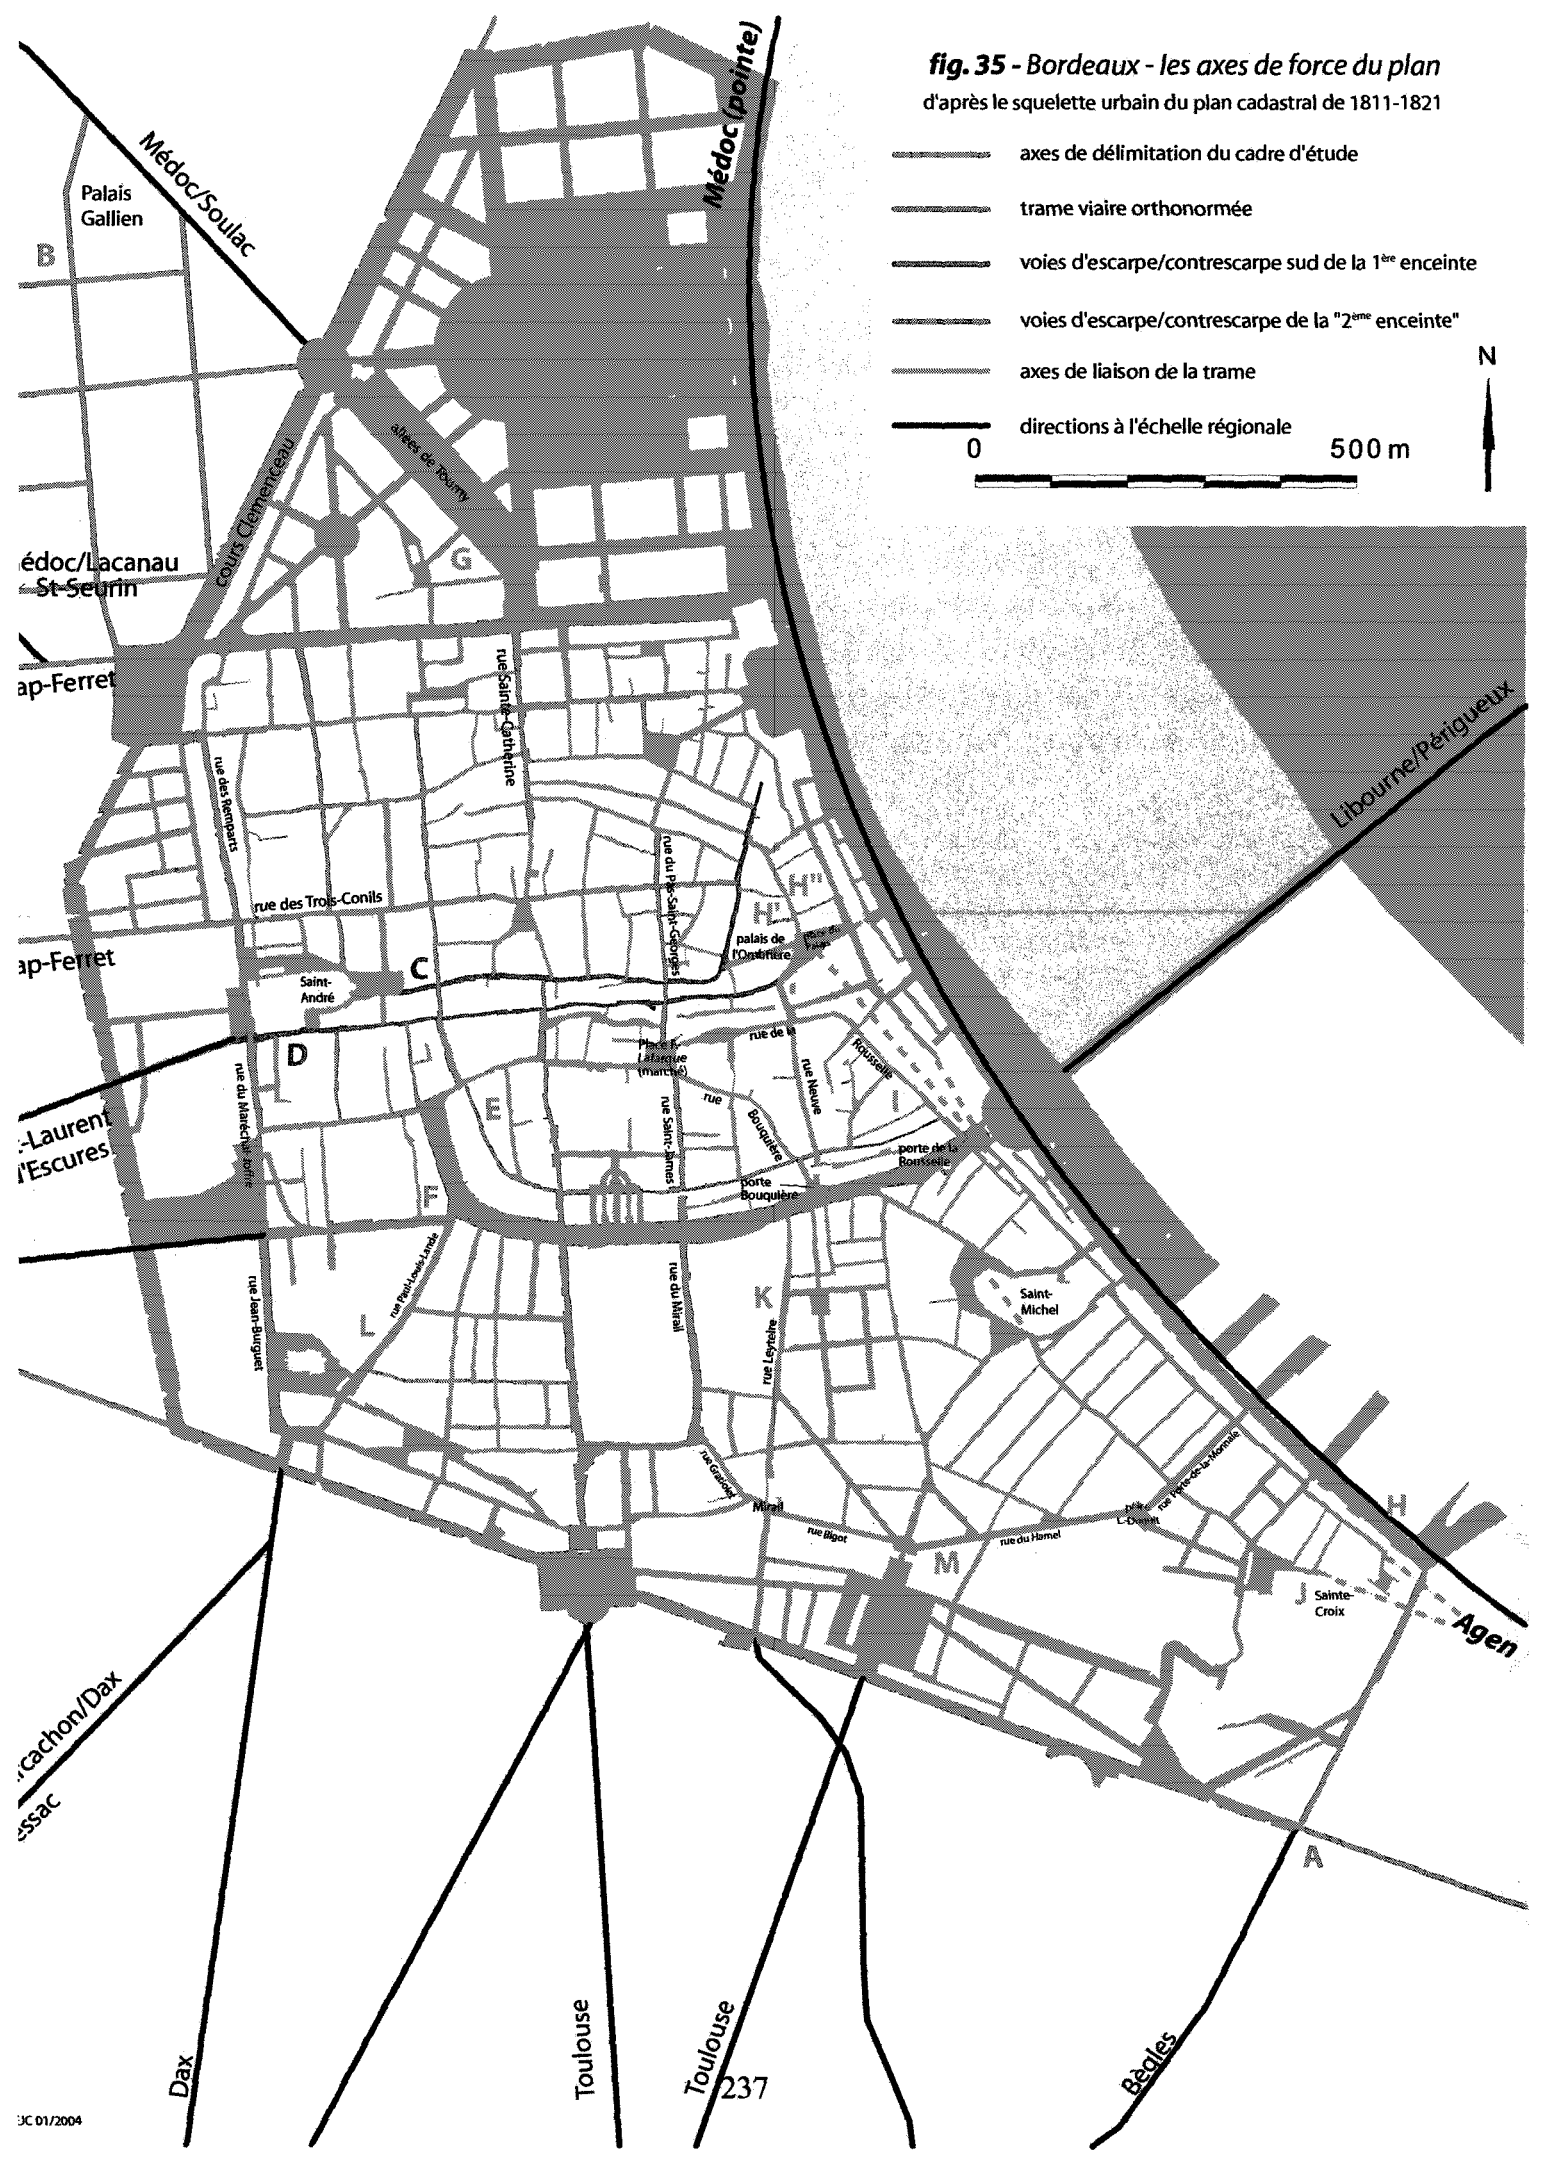 fig. 35 - Bordeaux - les axes de force du plan
d'après le squelette urbain du plan cadastral de 1811-1821
axes de délimitation du cadre d'étude
trame viaire orthonormée
voies d'escarpe/contrescarpe sud de la 1ère enceinte
voies d'escarpe/contrescarpe de la "2ème enceinte"
axes de liaison de la trame
directions à l'échelle régionale
0 500 m
N
Médoc (pointe)
Médoc/Soulac
Palais
Gallien
B
allées de Tourny
cours Clemenceau
G
édoc/Lacanau
St-Seurin
ap-Ferret
rue Sainte-Catherine
Libourne/Périgueux
rue des Remparts
rue du Pas-Saint-Georges
rue des Trois-Conils
H"
H'
palais de
l'Ombrière
place du
Palais
ap-Ferret
C
Saint-
André
D
Place F.
Lafargue
(marché)
rue de la
Rousselle
rue Neuve
I
rue du Maréchal Joffre
E
rue
Bouquière
rue Saint-James
t-Laurent
d'Escures
porte de la
Rousselle
porte
Bouquière
F
rue Paul-Louis-Lande
rue Jean-Burguet
L
rue du Mirail
K
rue Leyteire
Saint-
Michel
rue Gratiolet
Mirail
rue Bigot
M
rue du Hamel
rue Porte-de-la-Monnaie
H
J
Sainte-
Croix
Agen
A
rcachon/Dax
essac
Dax
Toulouse
Toulouse
Bègles
237
JC 01/2004